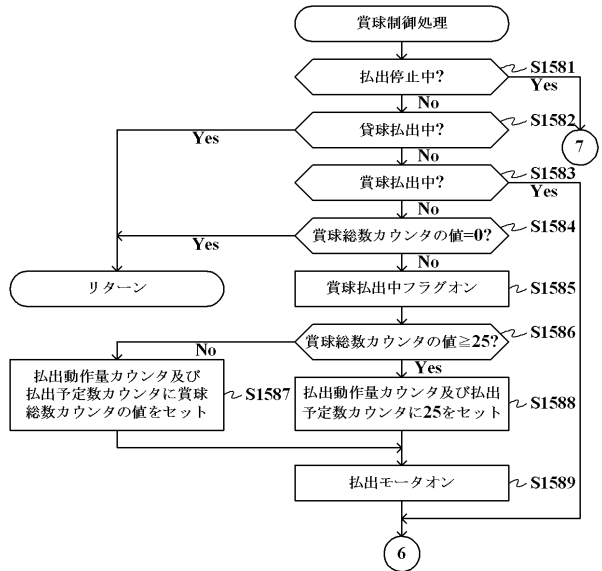 賞球制御処理
払出停止中?
S1581
Yes
No
貸球払出中?
S1582
Yes
7
No
賞球払出中?
S1583
Yes
No
賞球総数カウンタの値=0?
S1584
Yes
No
リターン
賞球払出中フラグオン
S1585
賞球総数カウンタの値≧25?
S1586
No
Yes
払出動作量カウンタ及び
払出予定数カウンタに賞球
総数カウンタの値をセット
S1587
払出動作量カウンタ及び払出
予定数カウンタに25をセット
S1588
払出モータオン
S1589
6